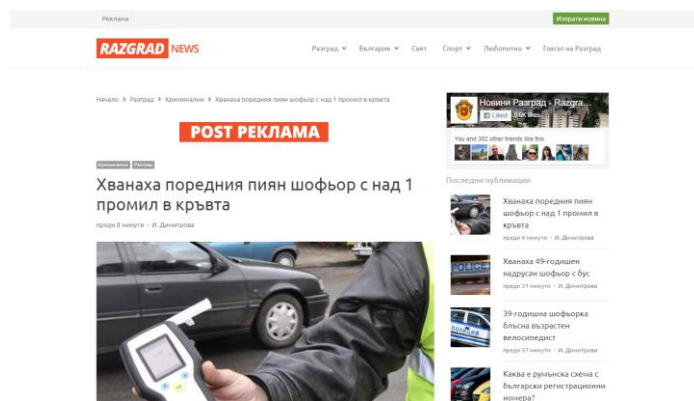 Реклама
Изпрати новина
RAZGRAD NEWS
Разград България Свят Спорт Любопитно Гласът на Разград
Начало > Разград > Криминални > Хванаха поредния пиян шофьор с над 1 промил в кръвта
POST РЕКЛАМА
Криминални Разград
Хванаха поредния пиян шофьор с над 1
промил в кръвта
преди 8 минути - И. Димитрова
Новини Разград - Razgra...
Liked
You and 302 other friends like this
Последни публикации
Хванаха поредния пиян
шофьор с над 1 промил в
кръвта
преди 8 минути - И. Димитрова
POLICE
Хванаха 49-годишен
надрусан шофьор с бус
преди 31 минути - И. Димитрова
39-годишна шофьорка
блъсна възрастен
велосипедист
преди 57 минути - И. Димитрова
Каква е румънска схема с
български регистрационни
номера?